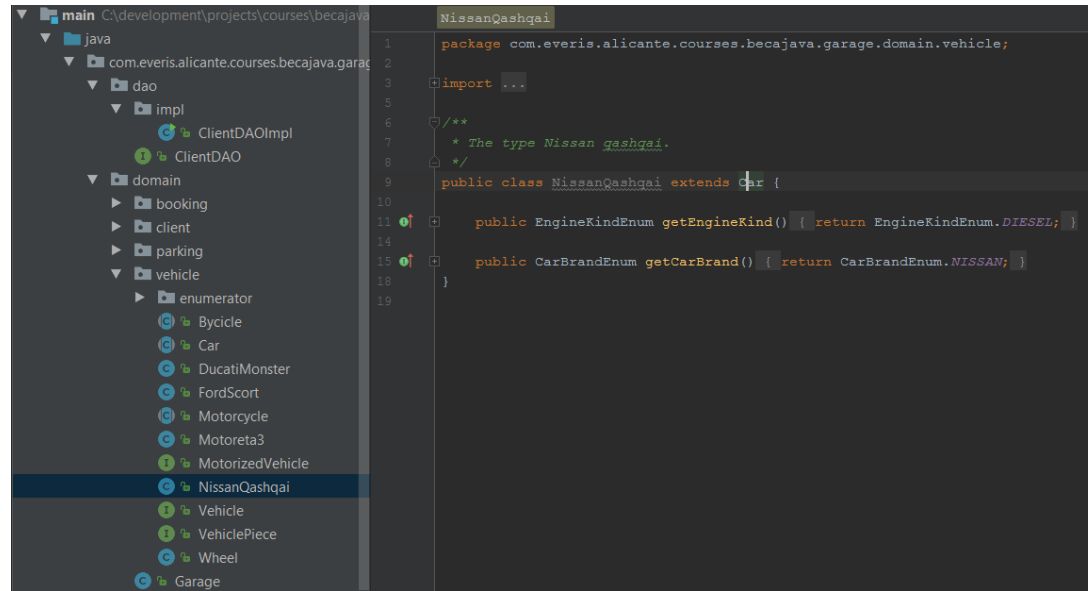 main C:\development\projects\courses\becajava
java
com.everis.alicante.courses.becajava.garag
dao
impl
ClientDAOImpl
ClientDAO
domain
booking
client
parking
vehicle
enumerator
Bycicle
Car
DucatiMonster
FordScort
Motorcycle
Motoreta3
MotorizedVehicle
NissanQashqai
Vehicle
VehiclePiece
Wheel
Garage
NissanQashqai
1 package com.everis.alicante.courses.becajava.garage.domain.vehicle;
2
3 import ...
5
6 /**
7 * The type Nissan qashqai.
8 */
9 public class NissanQashqai extends Car {
10
11 public EngineKindEnum getEngineKind() { return EngineKindEnum.DIESEL; }
14
15 public CarBrandEnum getCarBrand() { return CarBrandEnum.NISSAN; }
18 }
19